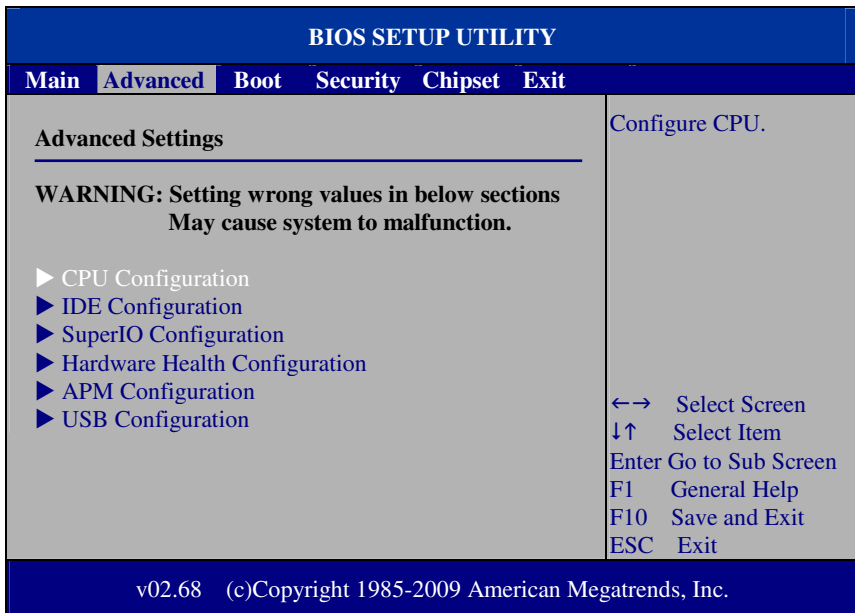 BIOS SETUP UTILITY
Main Advanced Boot Security Chipset Exit
Advanced Settings
WARNING: Setting wrong values in below sections
May cause system to malfunction.
▶ CPU Configuration
▶ IDE Configuration
▶ SuperIO Configuration
▶ Hardware Health Configuration
▶ APM Configuration
▶ USB Configuration
Configure CPU.
←→ Select Screen
↓↑ Select Item
Enter Go to Sub Screen
F1 General Help
F10 Save and Exit
ESC Exit
v02.68 (c)Copyright 1985-2009 American Megatrends, Inc.